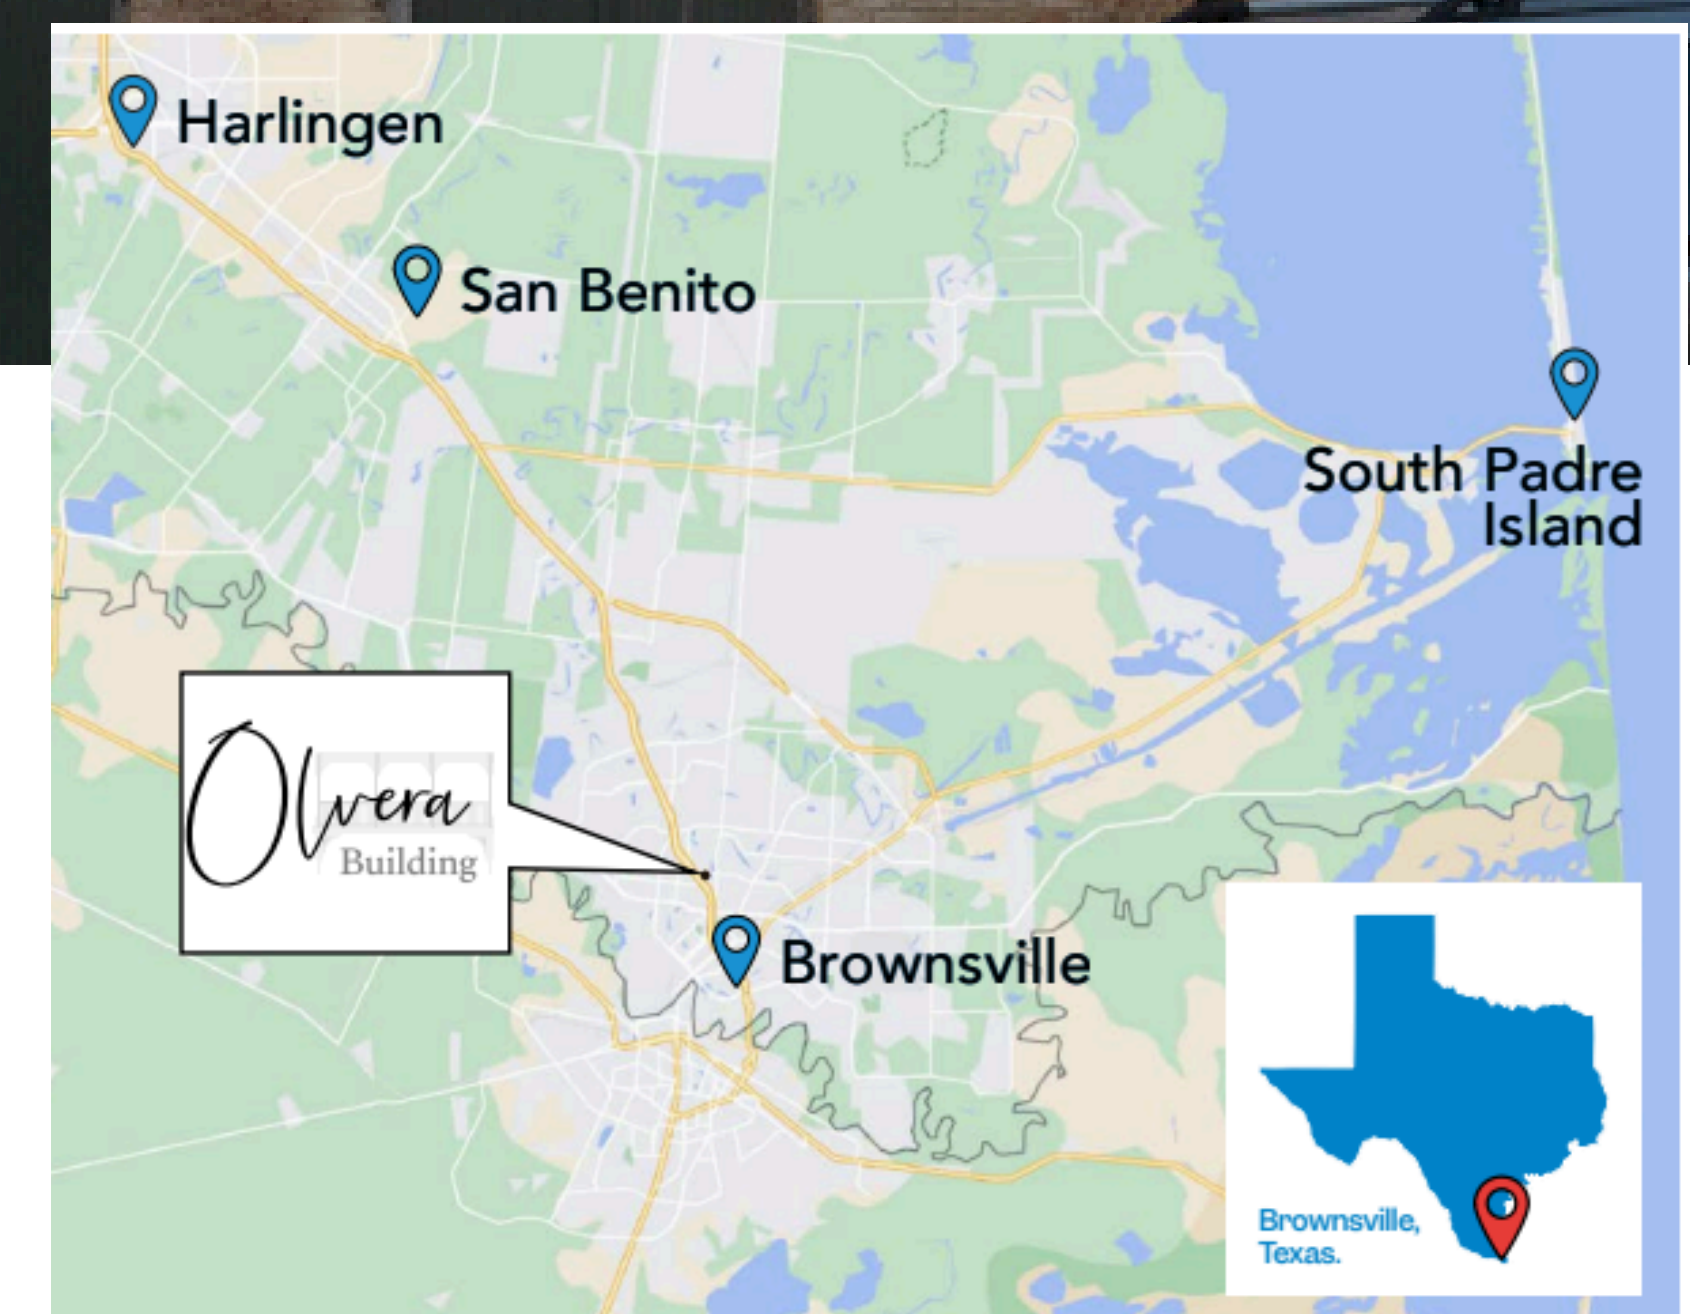 Harlingen
San Benito
South Padre
Island
Olvera
Building
Brownsville
Brownsville,
Texas.